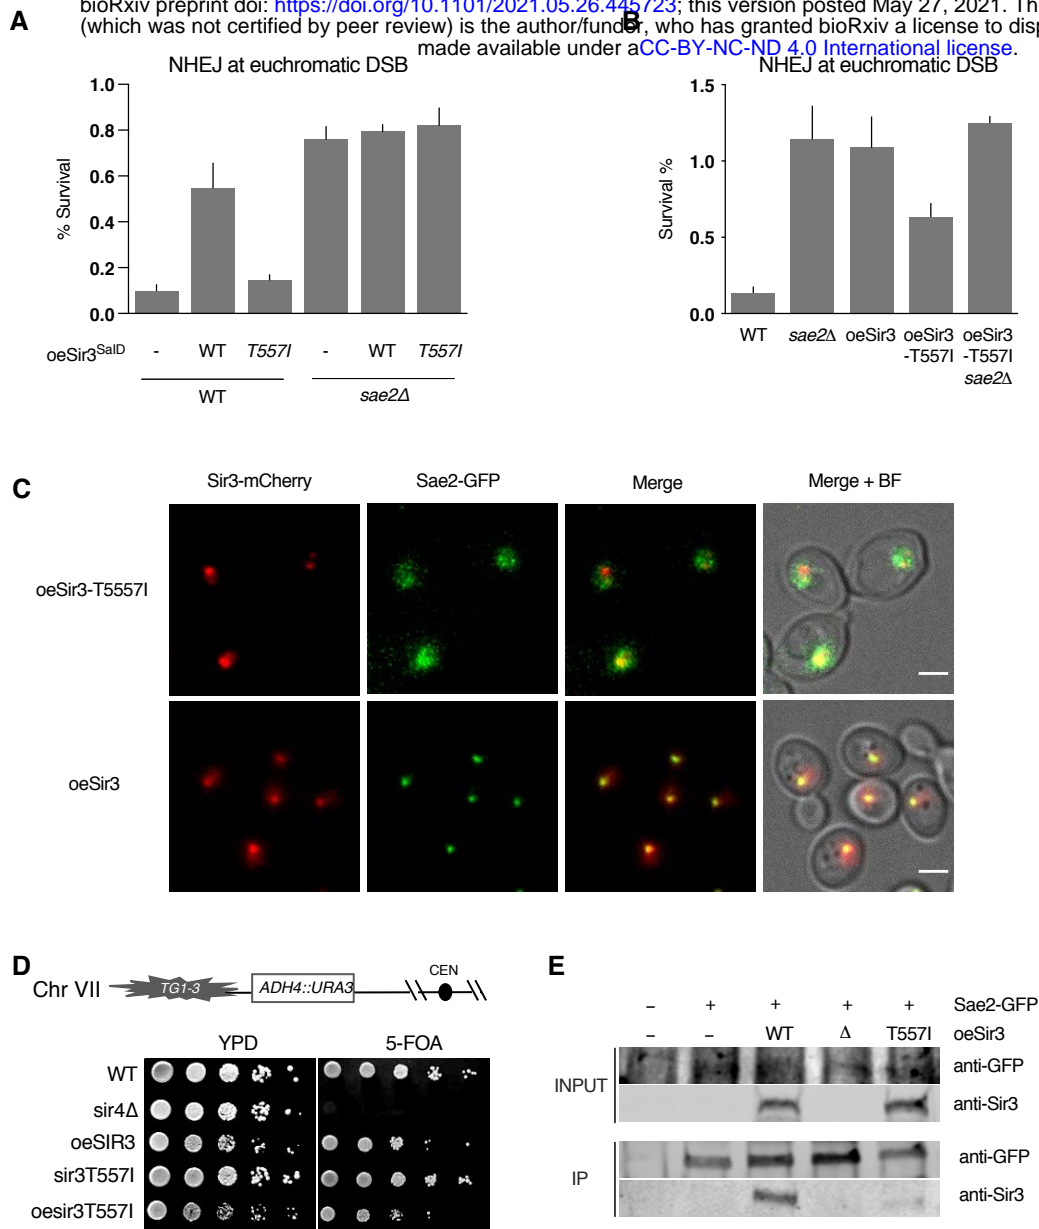 bioRxiv preprint doi: https://doi.org/10.1101/2021.05.26.445723; this version posted May 27, 2021. Th
(which was not certified by peer review) is the author/funder, who has granted bioRxiv a license to disp
made available under aCC-BY-NC-ND 4.0 International license.
A
NHEJ at euchromatic DSB
% Survival
1.0
0.8
0.6
0.4
0.2
0.0
oeSir3SalD - WT T557I - WT T557I
WT sae2Δ
B
NHEJ at euchromatic DSB
Survival %
1.5
1.0
0.5
0.0
WT sae2Δ oeSir3 oeSir3 oeSir3
-T557I -T557I
sae2Δ
C
Sir3-mCherry Sae2-GFP Merge Merge + BF
oeSir3-T5557I
oeSir3
D
CEN
Chr VII TG1-3 ADH4::URA3
YPD 5-FOA
WT
sir4Δ
oeSIR3
sir3T557I
oesir3T557I
E
– + + + + Sae2-GFP
– – WT Δ T557I oeSir3
INPUT
anti-GFP
anti-Sir3
IP
anti-GFP
anti-Sir3